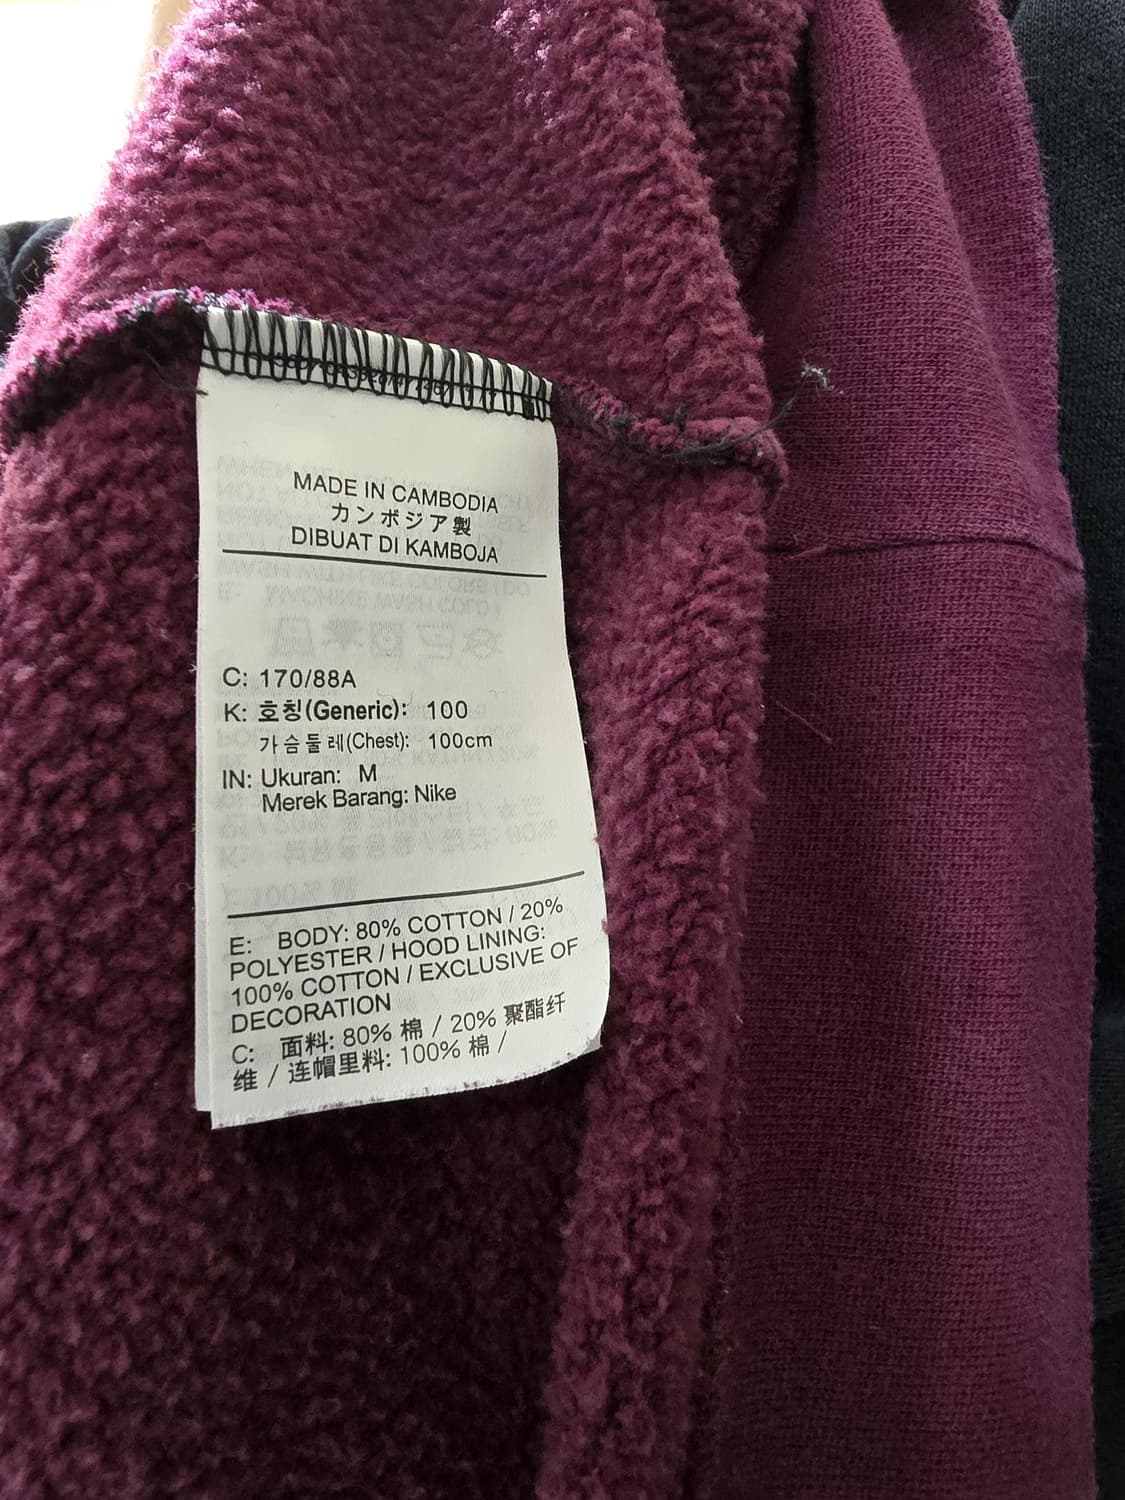 MADE IN CAMBODIA
カンボジア製
DIBUAT DI KAMBOJA
C: 170/88A
K: 호칭(Generic): 100
가슴둘레(Chest): 100cm
IN: Ukuran: M
Merek Barang: Nike
E: BODY: 80% COTTON / 20%
POLYESTER / HOOD LINING:
100% COTTON / EXCLUSIVE OF
DECORATION
C: 面料: 80% 棉 / 20% 聚酯纤
维 / 连帽里料: 100% 棉 /